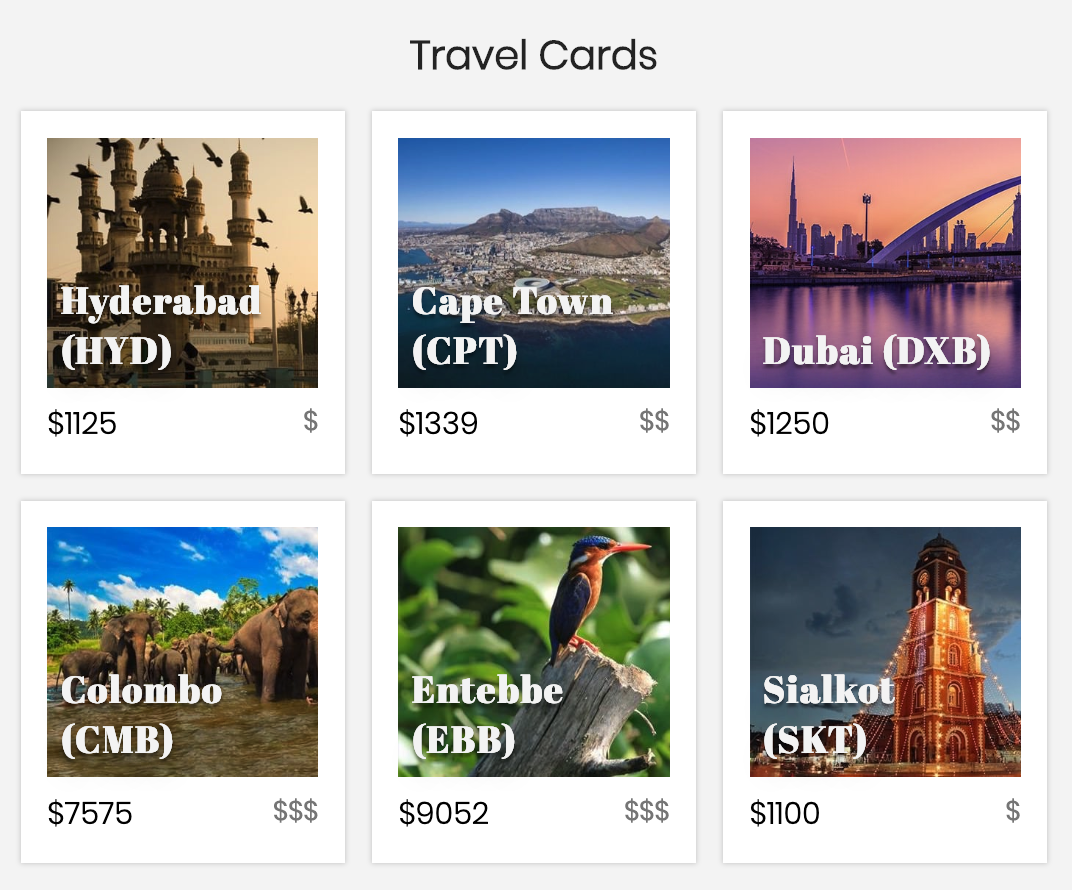 Travel Cards
Hyderabad
(HYD)
$1125 $
Cape Town
(CPT)
$1339 $$
Dubai (DXB)
$1250 $$
Colombo
(CMB)
$7575 $$$
Entebbe
(EBB)
$9052 $$$
Sialkot
(SKT)
$1100 $